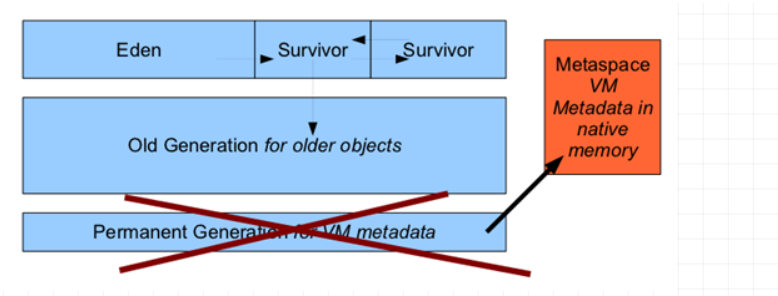 Eden
Survivor
Survivor
Metaspace
VM
Metadata in
native
memory
Old Generation for older objects
Permanent Generation for VM metadata